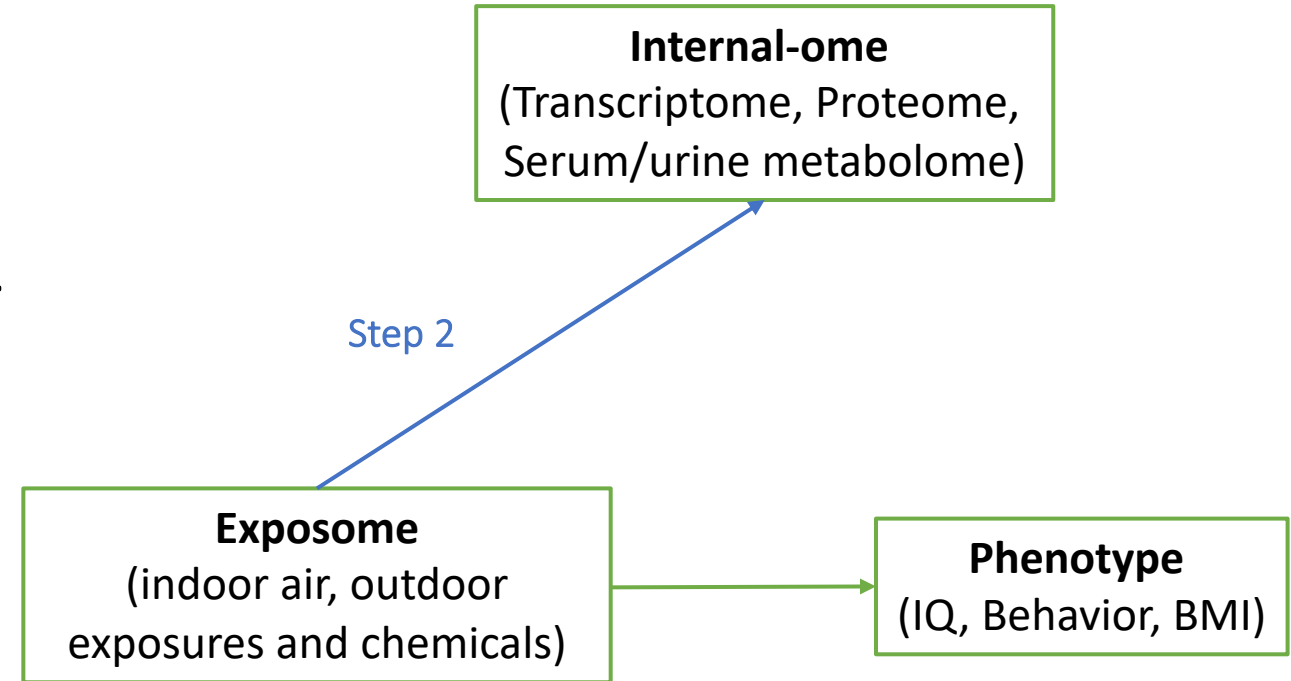 Internal-ome
(Transcriptome, Proteome,
Serum/urine metabolome)
Step 2
Exposome
(indoor air, outdoor
exposures and chemicals)
Phenotype
(IQ, Behavior, BMI)